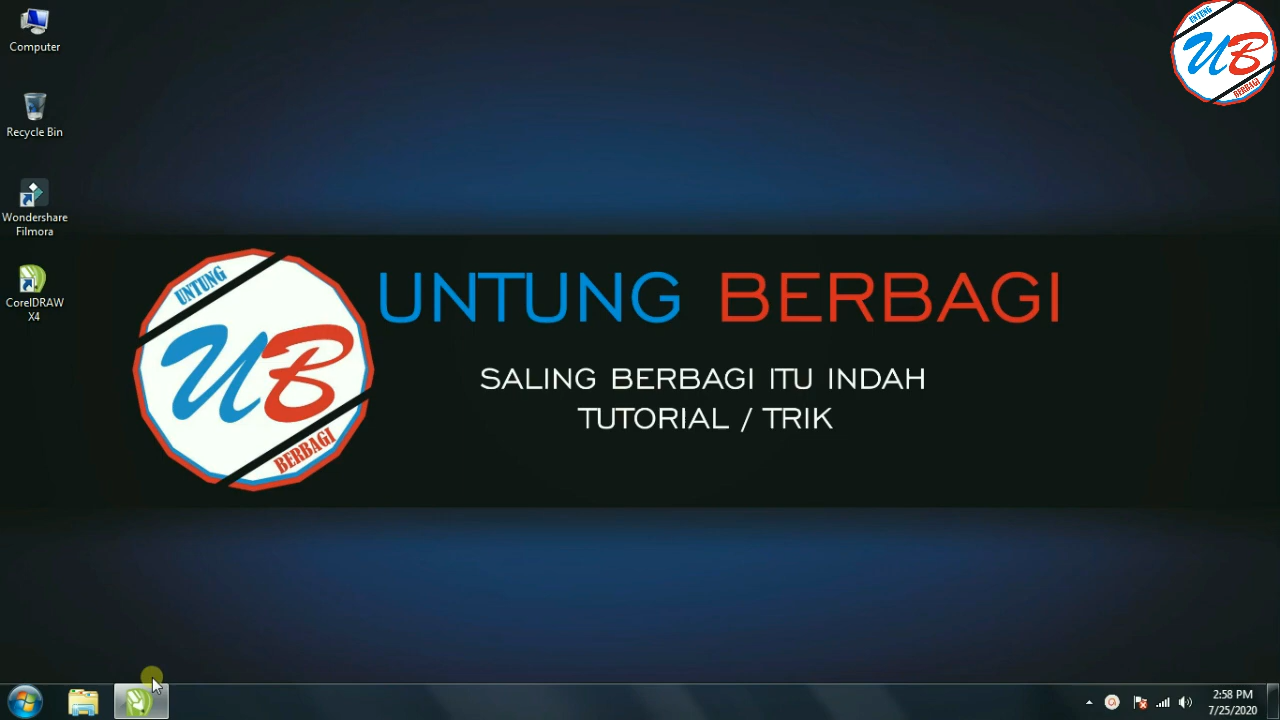 Computer
Recycle Bin
Wondershare
Filmora
CorelDRAW
X4
UNTUNG
UB
BERBAGI
UNTUNG
UB
BERBAGI
UNTUNG BERBAGI
SALING BERBAGI ITU INDAH
TUTORIAL / TRIK
2:58 PM
7/25/2020